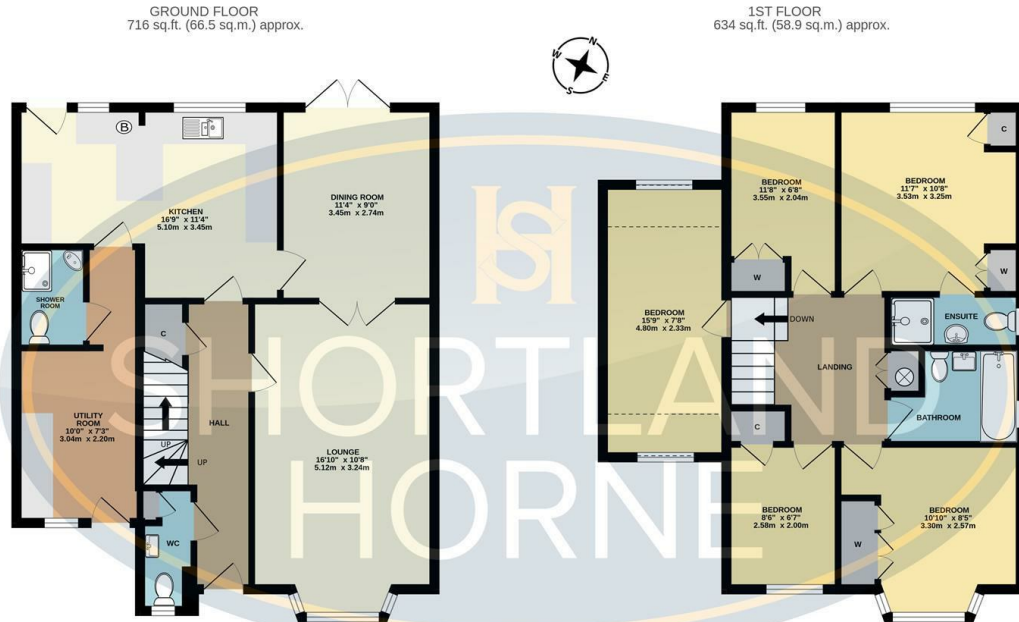 GROUND FLOOR
716 sq.ft. (66.5 sq.m.) approx.
1ST FLOOR
634 sq.ft. (58.9 sq.m.) approx.
N
W
E
S
B
KITCHEN
16'9" x 11'4"
5.10m x 3.45m
DINING ROOM
11'4" x 9'0"
3.45m x 2.74m
SHOWER
ROOM
C
UTILITY
ROOM
10'0" x 7'3"
3.04m x 2.20m
UP
UP
HALL
LOUNGE
16'10" x 10'8"
5.12m x 3.24m
WC
BEDROOM
11'8" x 6'8"
3.55m x 2.04m
BEDROOM
11'7" x 10'8"
3.53m x 3.25m
C
W
W
BEDROOM
15'9" x 7'8"
4.80m x 2.33m
DOWN
ENSUITE
LANDING
BATHROOM
C
BEDROOM
8'6" x 6'7"
2.58m x 2.00m
W
BEDROOM
10'10" x 8'5"
3.30m x 2.57m
SH
SHORTLAND
HORNE